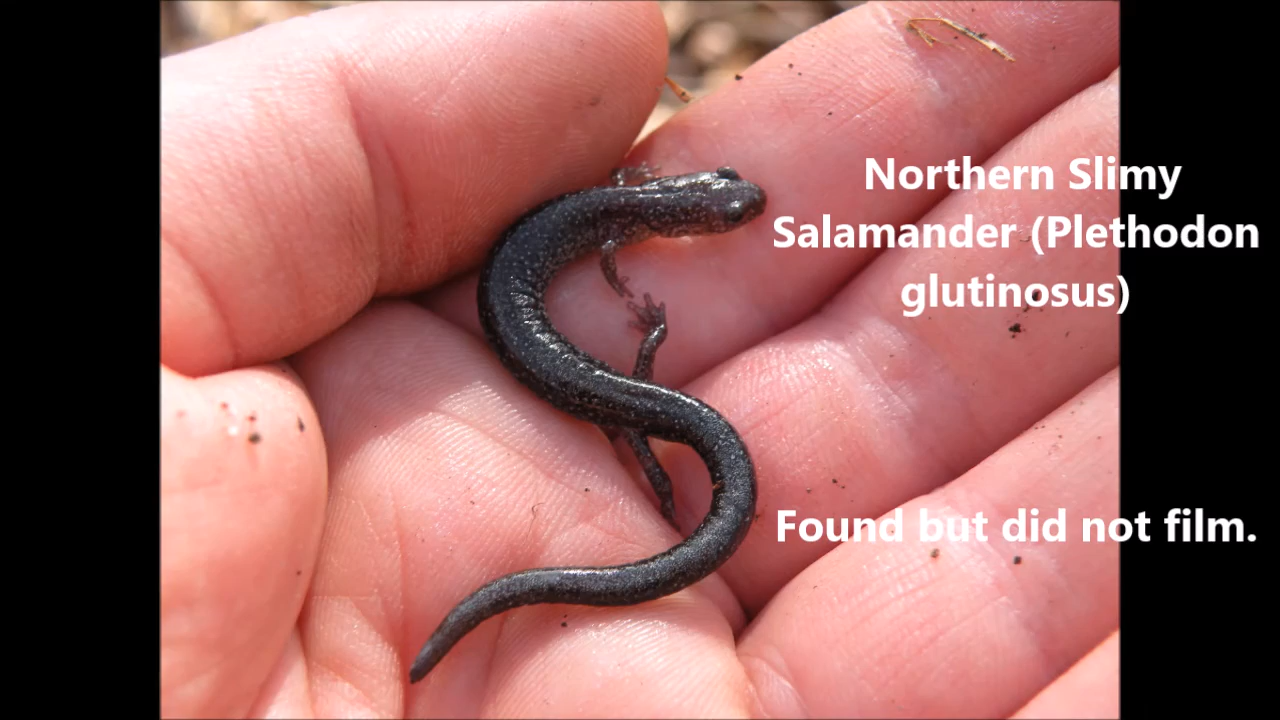 Northern Slimy
Salamander (Plethodon
glutinosus)
Found but did not film.